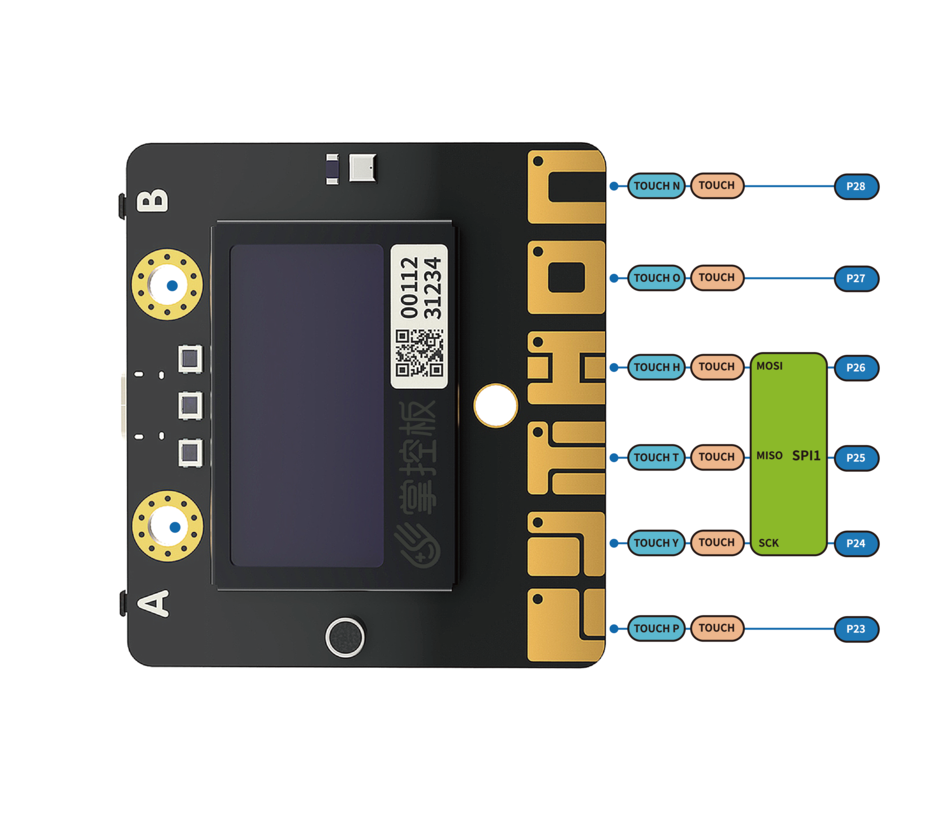 B
00112
31234
掌控板
A
TOUCH N TOUCH P28
TOUCH O TOUCH P27
TOUCH H TOUCH MOSI P26
TOUCH T TOUCH MISO SPI1 P25
TOUCH Y TOUCH SCK P24
TOUCH P TOUCH P23